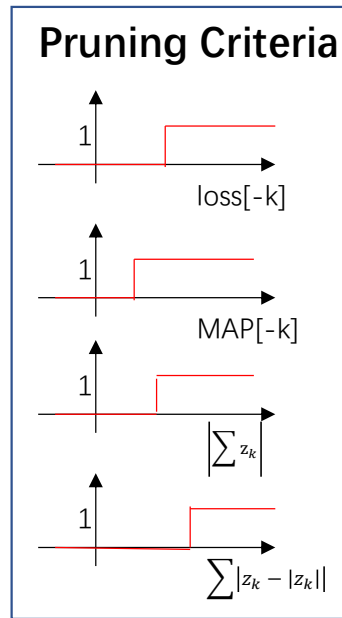 Pruning Criteria
1
loss[-k]
1
MAP[-k]
1
|∑ z_k|
1
∑|z_k − |z_k||